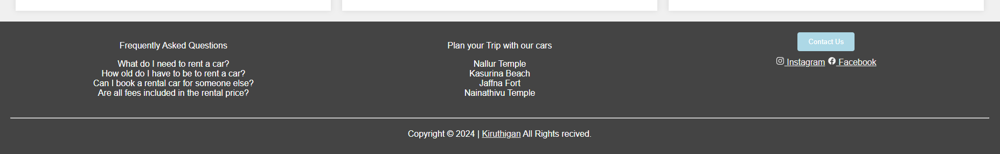 Frequently Asked Questions
What do I need to rent a car?
How old do I have to be to rent a car?
Can I book a rental car for someone else?
Are all fees included in the rental price?
Plan your Trip with our cars
Nallur Temple
Kasurina Beach
Jaffna Fort
Nainathivu Temple
Contact Us
Instagram Facebook
Copyright © 2024 | Kiruthigan All Rights recived.